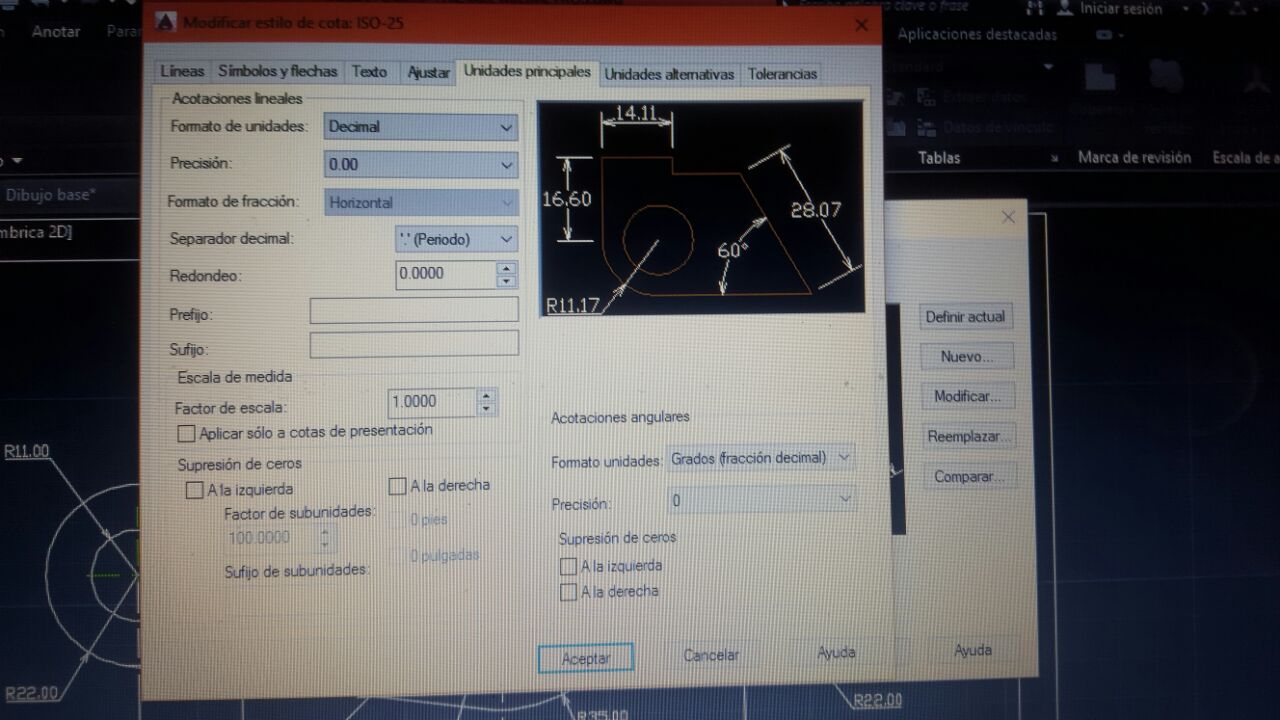 Iniciar sesión
Anotar
Aplicaciones destacadas
Modificar estilo de cota: ISO-25
Líneas
Símbolos y flechas
Texto
Ajustar
Unidades principales
Unidades alternativas
Tolerancias
Tablas
Marca de revisión
Dibujo base*
Acotaciones lineales
Formato de unidades: Decimal
Precisión: 0.00
Formato de fracción: Horizontal
Separador decimal: '.' (Periodo)
Redondeo: 0.0000
Prefijo:
Sufijo:
Escala de medida
Factor de escala: 1.0000
Aplicar sólo a cotas de presentación
Supresión de ceros
A la izquierda
A la derecha
Factor de subunidades:
100.0000
0 pies
0 pulgadas
Sufijo de subunidades:
14.11
16.60
28.07
60°
R11.17
Acotaciones angulares
Formato unidades: Grados (fracción decimal)
Precisión: 0
Supresión de ceros
A la izquierda
A la derecha
Aceptar
Cancelar
Ayuda
Definir actual
Nuevo...
Modificar...
Reemplazar...
Comparar...
Ayuda
R11.00
R22.00
R35.00
R22.00